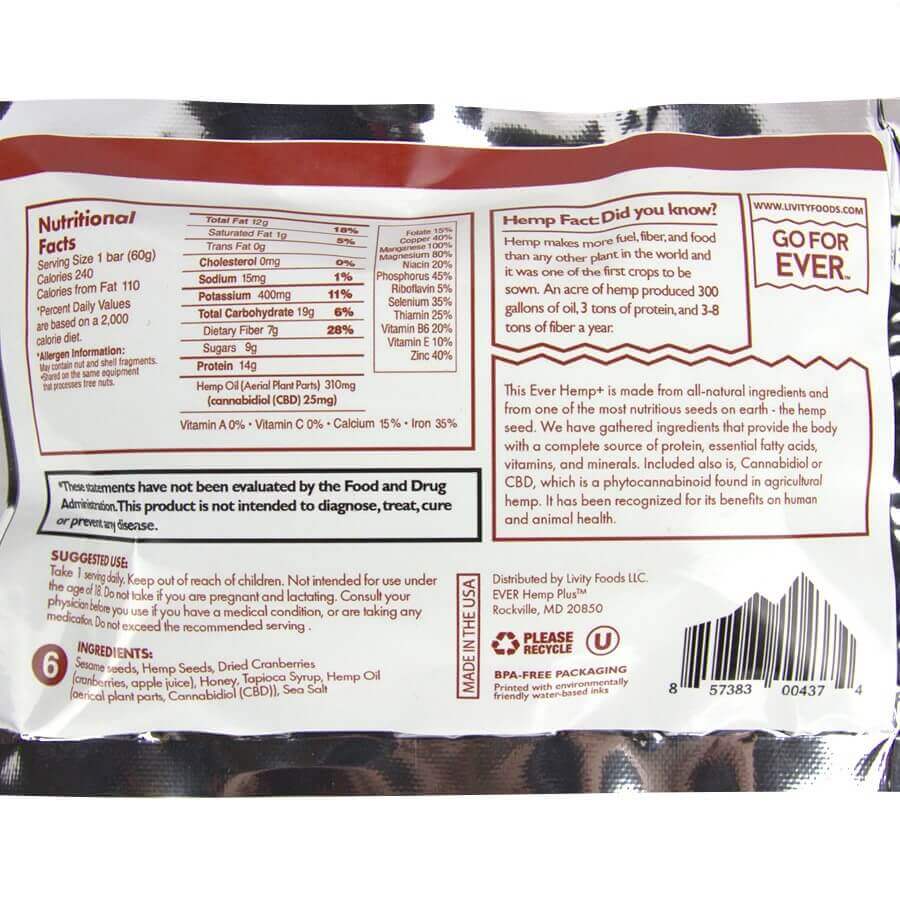 Nutritional
Facts
Serving Size 1 bar (60g)
Calories 240
Calories from Fat 110
*Percent Daily Values
are based on a 2,000
calorie diet.
*Allergen Information:
May contain nut and shell fragments.
*Shared on the same equipment
that processes tree nuts.
Total Fat 12g 18%
Saturated Fat 1g 5%
Trans Fat 0g
Cholesterol 0mg 0%
Sodium 15mg 1%
Potassium 400mg 11%
Total Carbohydrate 19g 6%
Dietary Fiber 7g 28%
Sugars 9g
Protein 14g
Hemp Oil (Aerial Plant Parts) 310mg
(cannabidiol (CBD) 25mg)
Folate 15%
Copper 40%
Manganese 100%
Magnesium 80%
Niacin 20%
Phosphorus 45%
Riboflavin 5%
Selenium 35%
Thiamin 25%
Vitamin B6 20%
Vitamin E 10%
Zinc 40%
Vitamin A 0% • Vitamin C 0% • Calcium 15% • Iron 35%
Hemp Fact: Did you know?
Hemp makes more fuel, fiber, and food
than any other plant in the world and
it was one of the first crops to be
sown. An acre of hemp produced 300
gallons of oil, 3 tons of protein, and 3-8
tons of fiber a year.
WWW.LIVITYFOODS.COM
GO FOR
EVER™
This Ever Hemp+ is made from all-natural ingredients and
from one of the most nutritious seeds on earth - the hemp
seed. We have gathered ingredients that provide the body
with a complete source of protein, essential fatty acids,
vitamins, and minerals. Included also is, Cannabidiol or
CBD, which is a phytocannabinoid found in agricultural
hemp. It has been recognized for its benefits on human
and animal health.
*These statements have not been evaluated by the Food and Drug
Administration. This product is not intended to diagnose, treat, cure
or prevent any disease.
SUGGESTED USE:
Take 1 serving daily. Keep out of reach of children. Not intended for use under
the age of 18. Do not take if you are pregnant and lactating. Consult your
physician before you use if you have a medical condition, or are taking any
medication. Do not exceed the recommended serving .
6
INGREDIENTS:
Sesame seeds, Hemp Seeds, Dried Cranberries
(cranberries, apple juice), Honey, Tapioca Syrup, Hemp Oil
(aerical plant parts, Cannabidiol (CBD)), Sea Salt
MADE IN THE USA
Distributed by Livity Foods LLC.
EVER Hemp Plus™
Rockville, MD 20850
PLEASE
RECYCLE
U
BPA-FREE PACKAGING
Printed with environmentally
friendly water-based inks
8 57383 00437 4